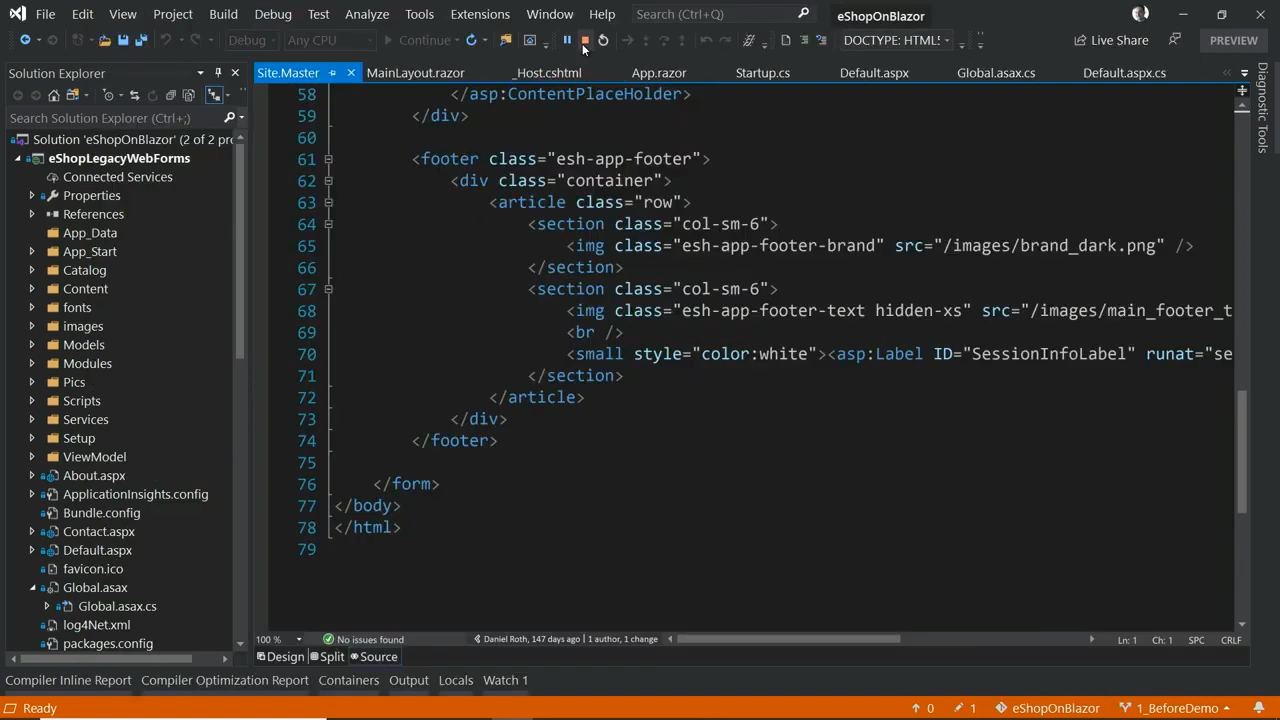 File Edit View Project Build Debug Test Analyze Tools Extensions Window Help Search (Ctrl+Q) eShopOnBlazor
Debug Any CPU Continue DOCTYPE: HTML5 Live Share PREVIEW
Solution Explorer
Search Solution Explorer (Ctrl+;)
Solution 'eShopOnBlazor' (2 of 2 pro
eShopLegacyWebForms
Connected Services
Properties
References
App_Data
App_Start
Catalog
Content
fonts
images
Models
Modules
Pics
Scripts
Services
Setup
ViewModel
About.aspx
ApplicationInsights.config
Bundle.config
Contact.aspx
Default.aspx
favicon.ico
Global.asax
Global.asax.cs
log4Net.xml
packages.config
Site.Master MainLayout.razor _Host.cshtml App.razor Startup.cs Default.aspx Global.asax.cs Default.aspx.cs
58 </asp:ContentPlaceHolder>
59 </div>
60
61 <footer class="esh-app-footer">
62 <div class="container">
63 <article class="row">
64 <section class="col-sm-6">
65 <img class="esh-app-footer-brand" src="/images/brand_dark.png" />
66 </section>
67 <section class="col-sm-6">
68 <img class="esh-app-footer-text hidden-xs" src="/images/main_footer_t
69 <br />
70 <small style="color:white"><asp:Label ID="SessionInfoLabel" runat="se
71 </section>
72 </article>
73 </div>
74 </footer>
75
76 </form>
77 </body>
78 </html>
79
100 % No issues found Daniel Roth, 147 days ago | 1 author, 1 change Ln: 1 Ch: 1 SPC CRLF
Design Split Source
Compiler Inline Report Compiler Optimization Report Containers Output Locals Watch 1
Ready 0 1 eShopOnBlazor 1_BeforeDemo
Diagnostic Tools